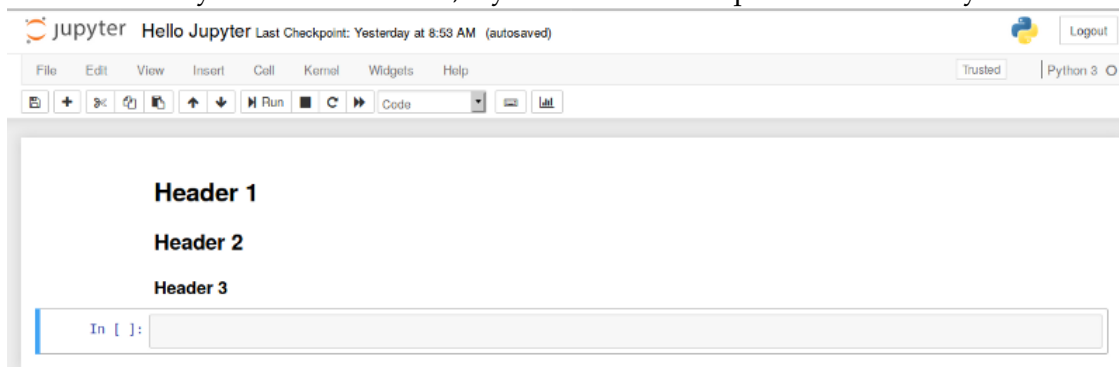 jupyter Hello Jupyter Last Checkpoint: Yesterday at 8:53 AM (autosaved) Logout
File Edit View Insert Cell Kernel Widgets Help Trusted Python 3
Run Code
Header 1
Header 2
Header 3
In [ ]: